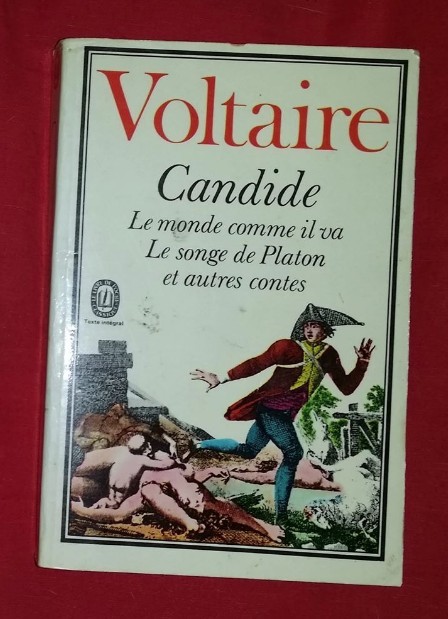 Voltaire
Candide
Le monde comme il va
Le songe de Platon
et autres contes
Texte intégral